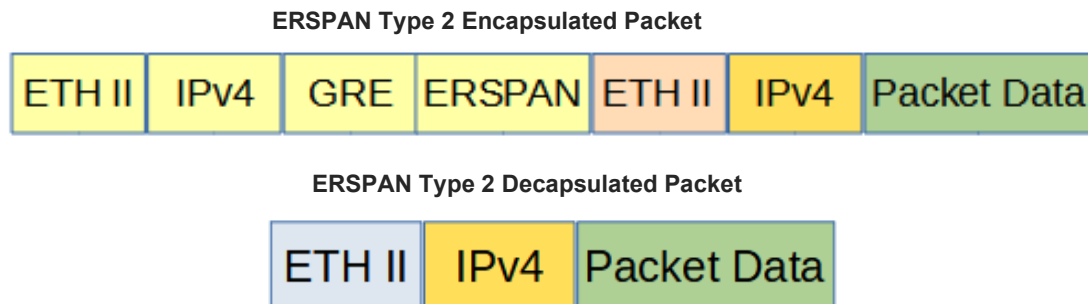 ERSPAN Type 2 Encapsulated Packet
ETH II IPv4 GRE ERSPAN ETH II IPv4 Packet Data
ERSPAN Type 2 Decapsulated Packet
ETH II IPv4 Packet Data